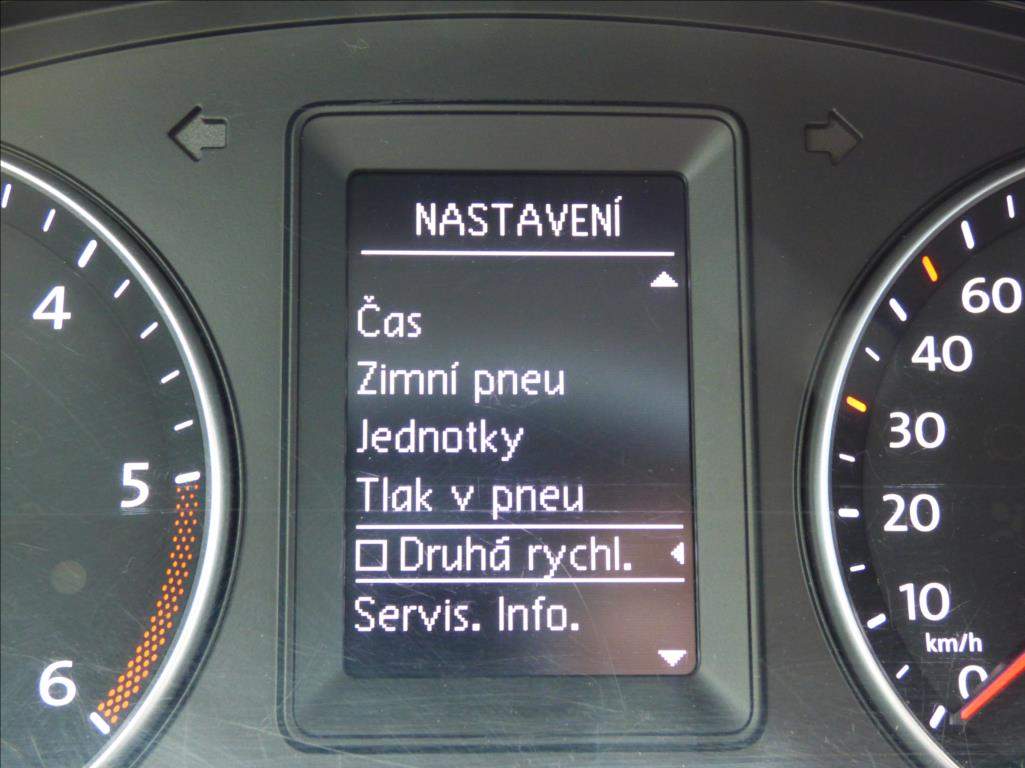 NASTAVENÍ
Čas
Zimní pneu
Jednotky
Tlak v pneu
Druhá rychl.
Servis. Info.
4
5
6
60
40
30
20
10
km/h
0